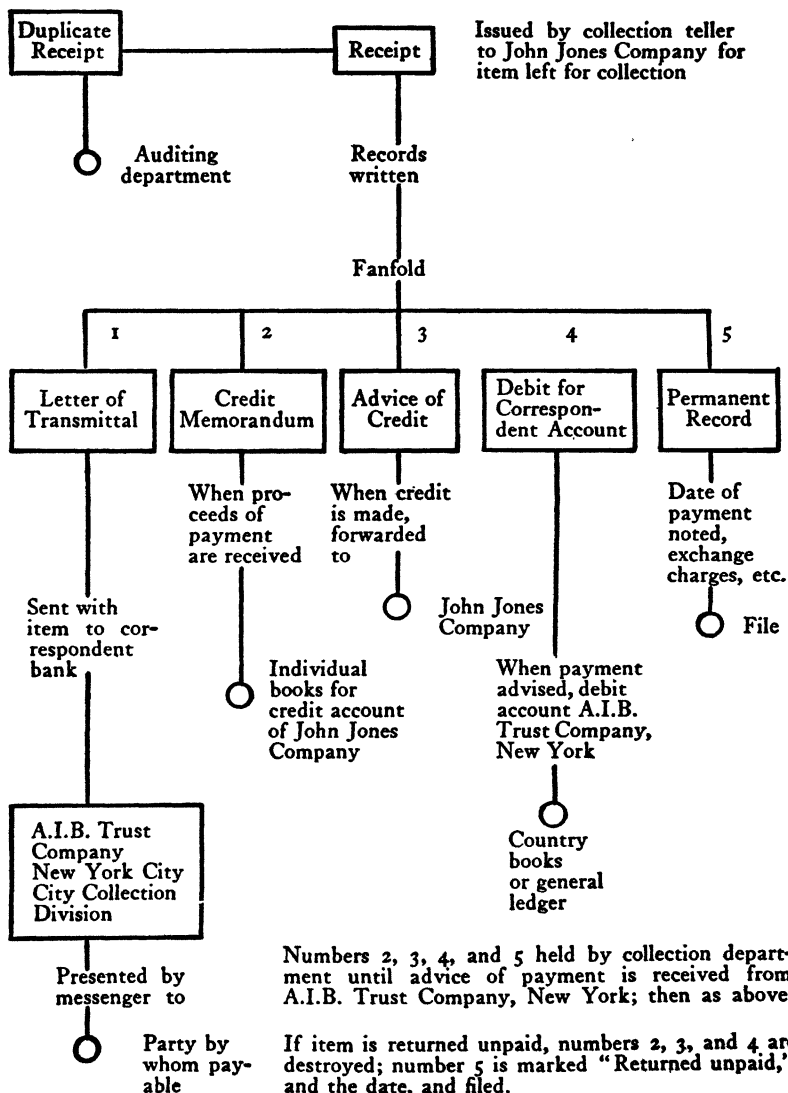 Duplicate
Receipt
Receipt
Issued by collection teller
to John Jones Company for
item left for collection
Auditing
department
Records
written
Fanfold
1
2
3
4
5
Letter of
Transmittal
Credit
Memorandum
Advice of
Credit
Debit for
Correspon-
dent Account
Permanent
Record
When pro-
ceeds of
payment
are received
When credit
is made,
forwarded
to
Date of
payment
noted,
exchange
charges, etc.
John Jones
Company
File
Sent with
item to cor-
respondent
bank
Individual
books for
credit account
of John Jones
Company
When payment
advised, debit
account A.I.B.
Trust Company,
New York
A.I.B. Trust
Company
New York City
City Collection
Division
Country
books
or general
ledger
Presented by
messenger to
Party by
whom pay-
able
Numbers 2, 3, 4, and 5 held by collection depart-
ment until advice of payment is received from
A.I.B. Trust Company, New York; then as above
If item is returned unpaid, numbers 2, 3, and 4 are
destroyed; number 5 is marked "Returned unpaid,"
and the date, and filed.